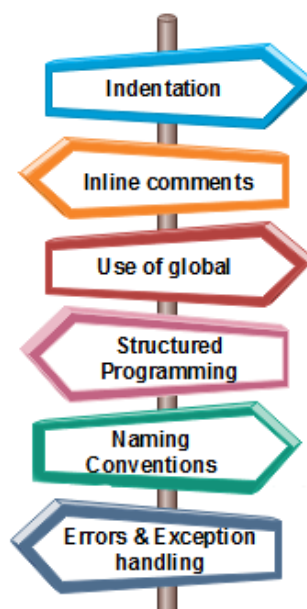 Indentation
Inline comments
Use of global
Structured
Programming
Naming
Conventions
Errors & Exception
handling